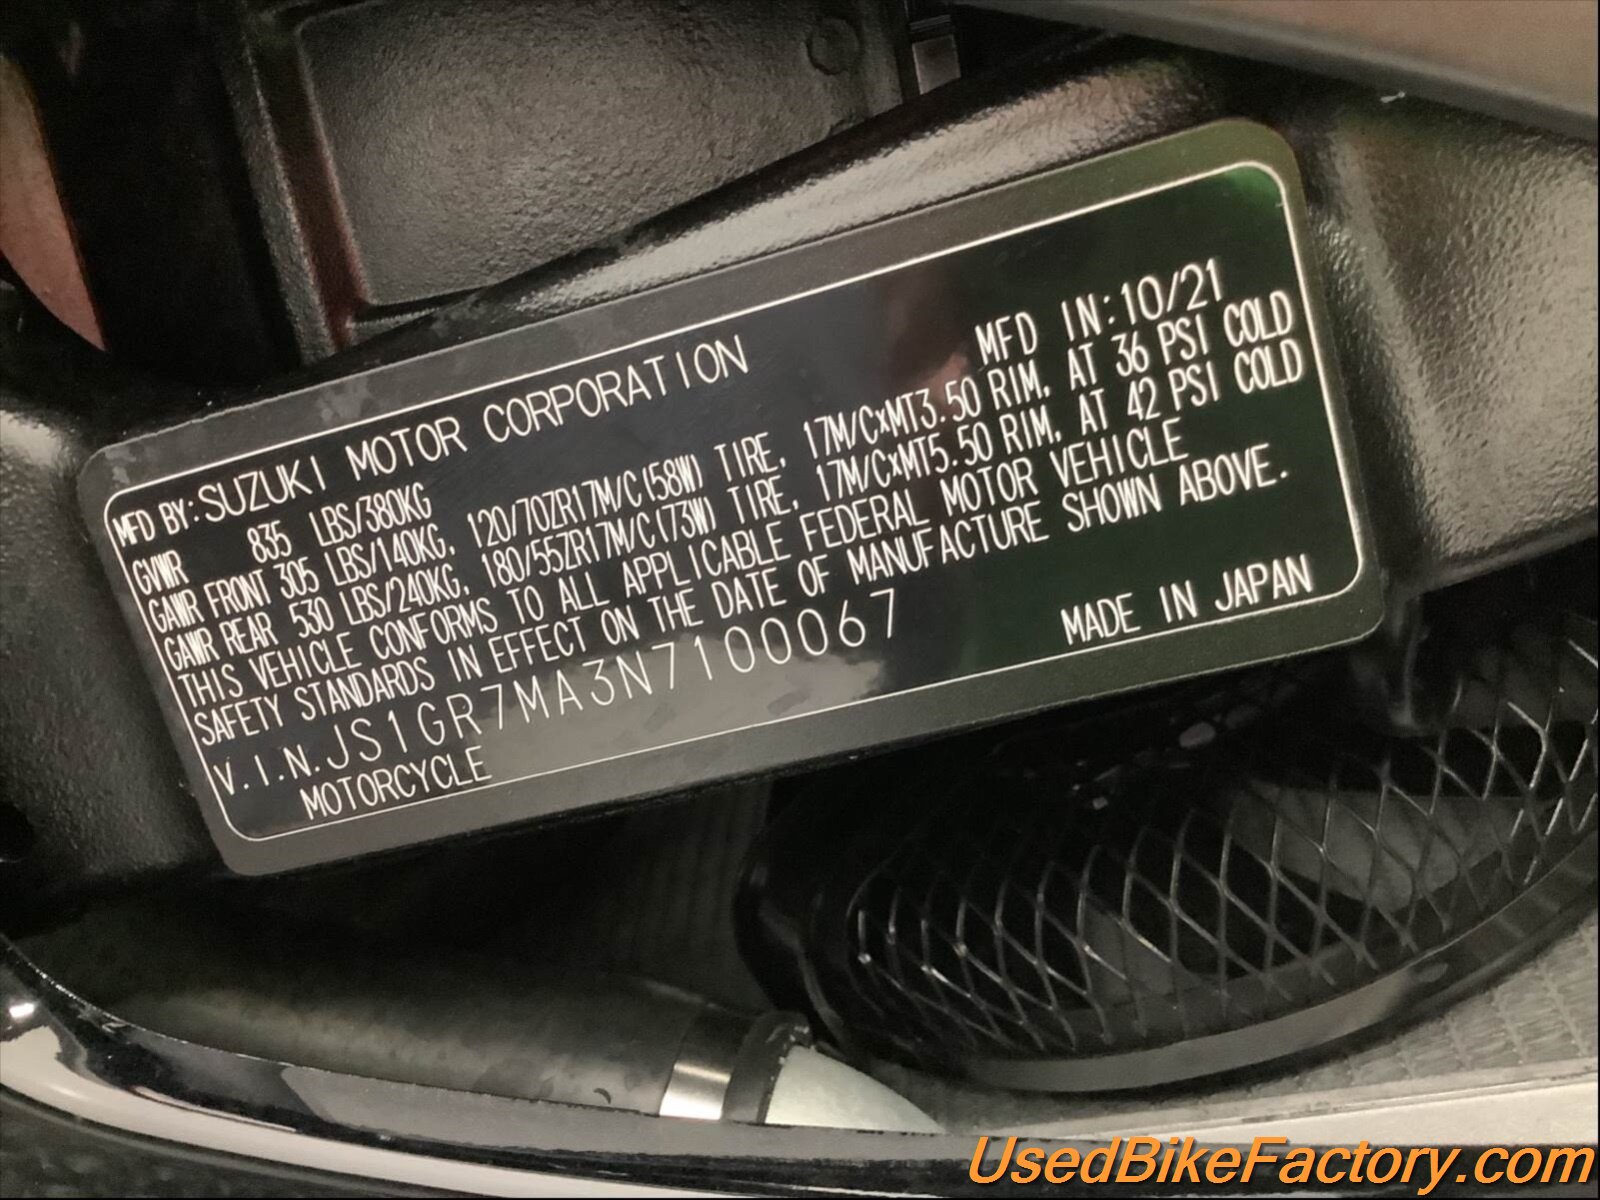 MFD IN:10/21
MFD BY:SUZUKI MOTOR CORPORATION
GVWR 835 LBS/380KG
GAWR FRONT 305 LBS/140KG, 120/70ZR17M/C(58W) TIRE, 17M/CxMT3.50 RIM, AT 36 PSI COLD
GAWR REAR 530 LBS/240KG, 180/55ZR17M/C(73W) TIRE, 17M/CxMT5.50 RIM, AT 42 PSI COLD
THIS VEHICLE CONFORMS TO ALL APPLICABLE FEDERAL MOTOR VEHICLE
SAFETY STANDARDS IN EFFECT ON THE DATE OF MANUFACTURE SHOWN ABOVE.
V.I.N.JS1GR7MA3N7100067 MADE IN JAPAN
MOTORCYCLE
UsedBikeFactory.com